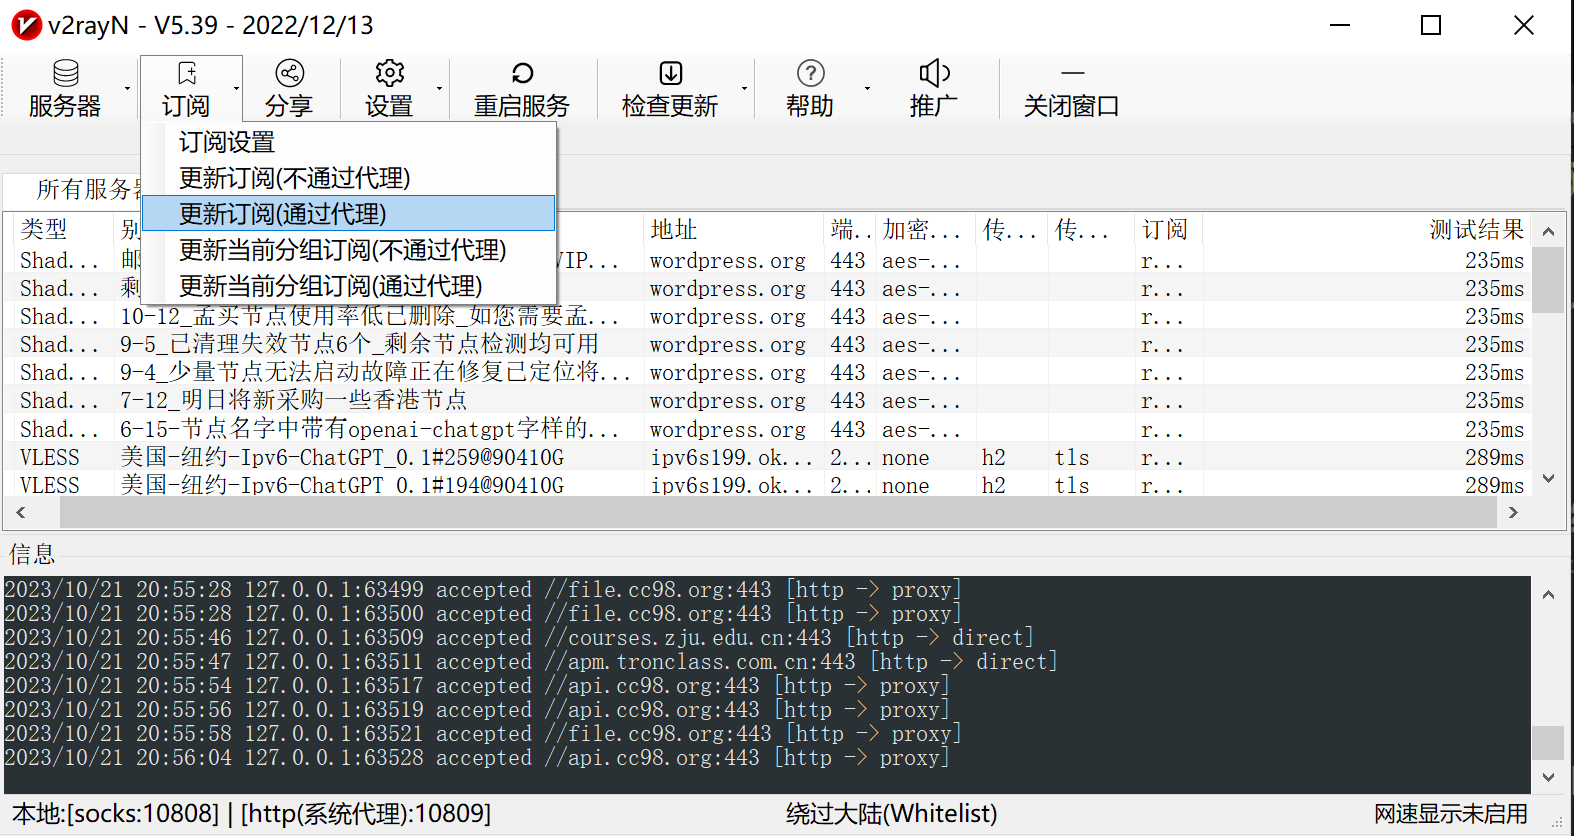 v2rayN - V5.39 - 2022/12/13
服务器 订阅 分享 设置 重启服务 检查更新 帮助 推广 关闭窗口
订阅设置
更新订阅(不通过代理)
更新订阅(通过代理)
更新当前分组订阅(不通过代理)
更新当前分组订阅(通过代理)
所有服务器
类型 别 地址 端.. 加密... 传... 传... 订阅 测试结果
Shad... 邮 VIP... wordpress.org 443 aes-... r... 235ms
Shad... 剩 wordpress.org 443 aes-... r... 235ms
Shad... 10-12_孟买节点使用率低已删除_如您需要孟... wordpress.org 443 aes-... r... 235ms
Shad... 9-5_已清理失效节点6个_剩余节点检测均可用 wordpress.org 443 aes-... r... 235ms
Shad... 9-4_少量节点无法启动故障正在修复已定位将... wordpress.org 443 aes-... r... 235ms
Shad... 7-12_明日将新采购一些香港节点 wordpress.org 443 aes-... r... 235ms
Shad... 6-15-节点名字中带有openai-chatgpt字样的... wordpress.org 443 aes-... r... 235ms
VLESS 美国-纽约-Ipv6-ChatGPT_0.1#259@90410G ipv6s199.ok... 2... none h2 tls r... 289ms
VLESS 美国-纽约-Ipv6-ChatGPT_0.1#194@90410G ipv6s199.ok... 2... none h2 tls r... 289ms
信息
2023/10/21 20:55:28 127.0.0.1:63499 accepted //file.cc98.org:443 [http -> proxy]
2023/10/21 20:55:28 127.0.0.1:63500 accepted //file.cc98.org:443 [http -> proxy]
2023/10/21 20:55:46 127.0.0.1:63509 accepted //courses.zju.edu.cn:443 [http -> direct]
2023/10/21 20:55:47 127.0.0.1:63511 accepted //apm.tronclass.com.cn:443 [http -> direct]
2023/10/21 20:55:54 127.0.0.1:63517 accepted //api.cc98.org:443 [http -> proxy]
2023/10/21 20:55:56 127.0.0.1:63519 accepted //api.cc98.org:443 [http -> proxy]
2023/10/21 20:55:58 127.0.0.1:63521 accepted //file.cc98.org:443 [http -> proxy]
2023/10/21 20:56:04 127.0.0.1:63528 accepted //api.cc98.org:443 [http -> proxy]
本地:[socks:10808] | [http(系统代理):10809] 绕过大陆(Whitelist) 网速显示未启用